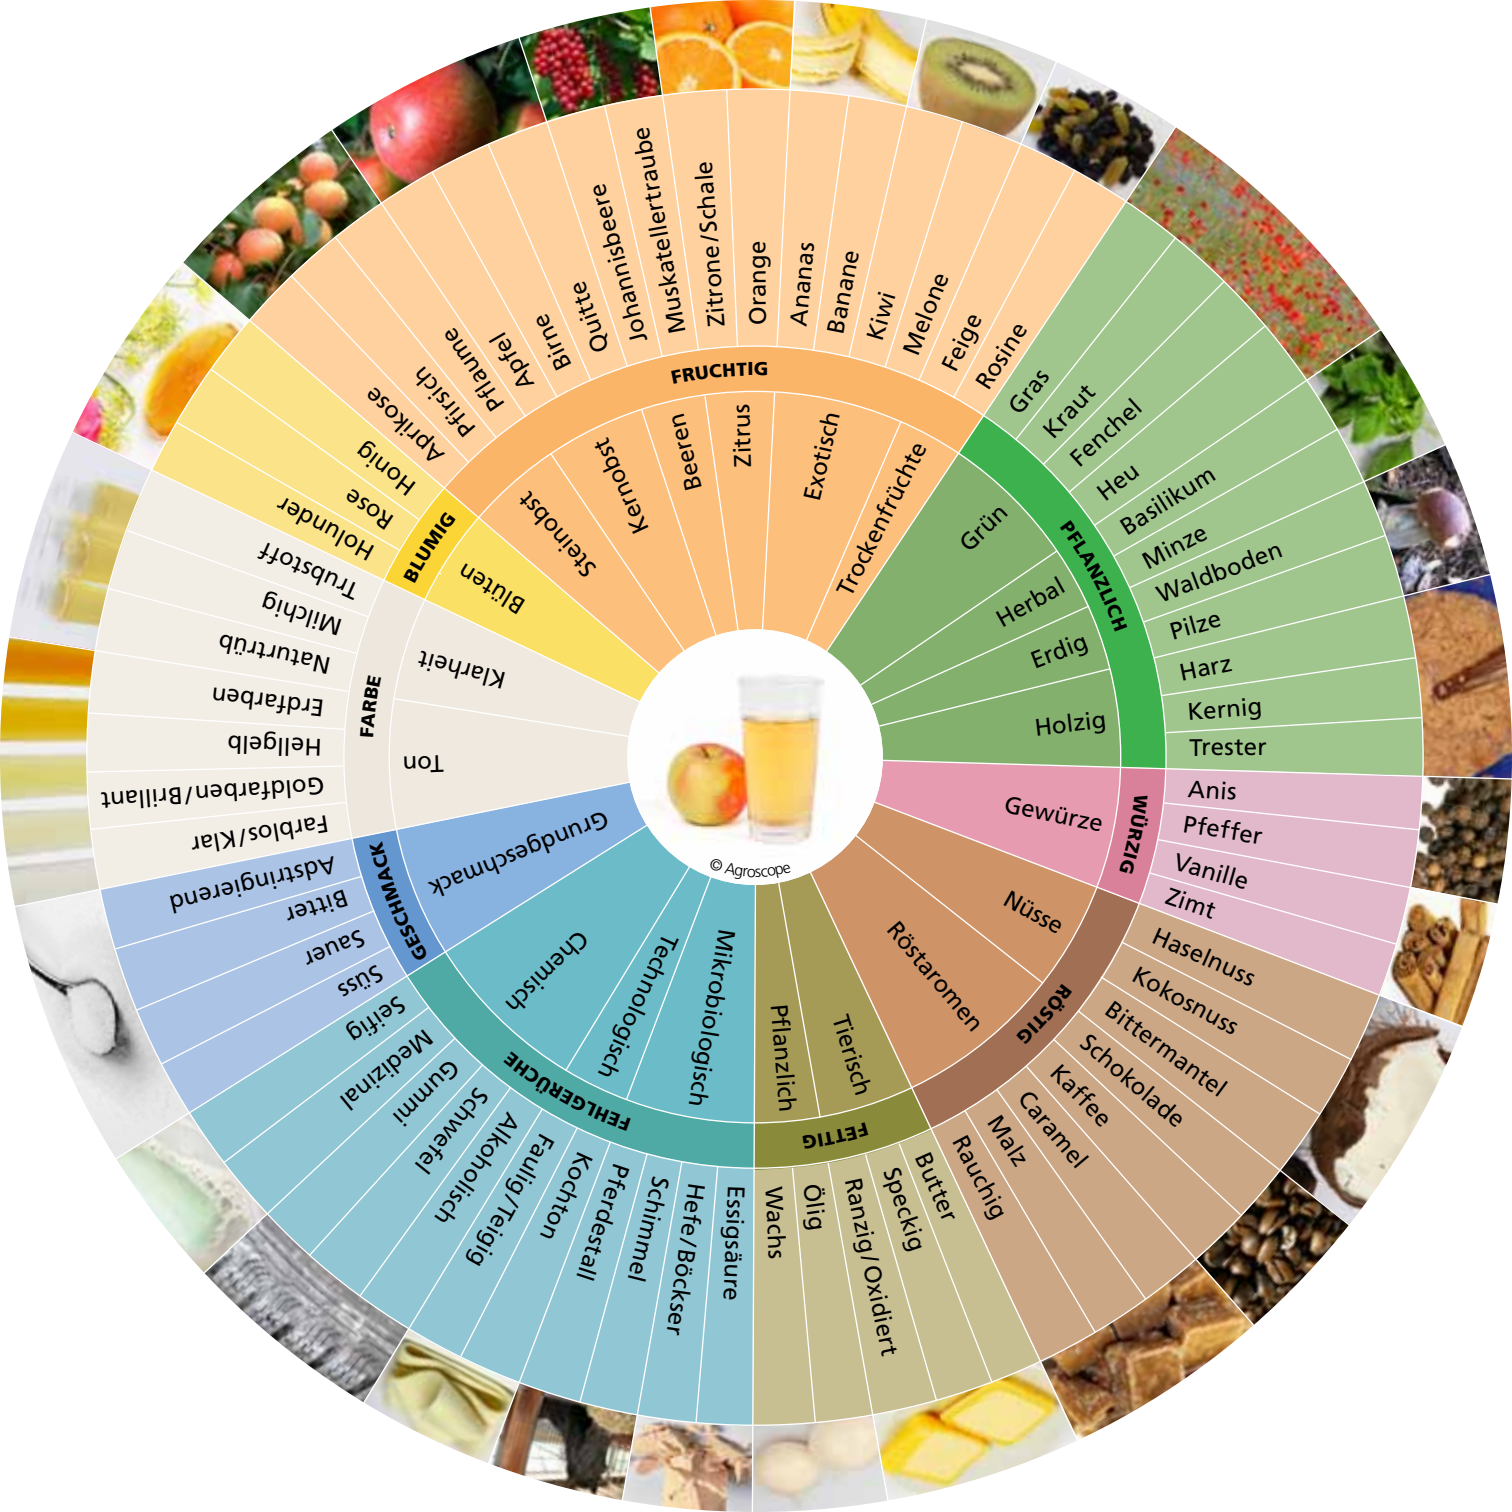 FRUCHTIG
Steinobst
Kernobst
Beeren
Zitrus
Exotisch
Trockenfrüchte
Aprikose
Pfirsich
Pflaume
Apfel
Birne
Quitte
Johannisbeere
Muskatellertraube
Zitrone/Schale
Orange
Ananas
Banane
Kiwi
Melone
Feige
Rosine
PFLANZLICH
Grün
Herbal
Erdig
Holzig
Gras
Kraut
Fenchel
Heu
Basilikum
Minze
Waldboden
Pilze
Harz
Kernig
Trester
WÜRZIG
Gewürze
Anis
Pfeffer
Vanille
Zimt
RÖSTIG
Nüsse
Röstaromen
Haselnuss
Kokosnuss
Bittermantel
Schokolade
Kaffee
Caramel
Malz
Rauchig
FETTIG
Tierisch
Pflanzlich
Butter
Speckig
Ranzig/Oxidiert
Ölig
Wachs
FEHLGERÜCHE
Mikrobiologisch
Technologisch
Chemisch
Essigsäure
Hefe/Böckser
Schimmel
Pferdestall
Kochton
Faulig/Teigig
Alkoholisch
Schwefel
Gummi
Medizinal
Seifig
GESCHMACK
Grundgeschmack
Süss
Sauer
Bitter
Adstringierend
FARBE
Ton
Klarheit
Farblos/Klar
Goldfarben/Brillant
Hellgelb
Erdfarben
Naturtrüb
Milchig
Trubstoff
BLUMIG
Blüten
Holunder
Rose
Honig
© Agroscope